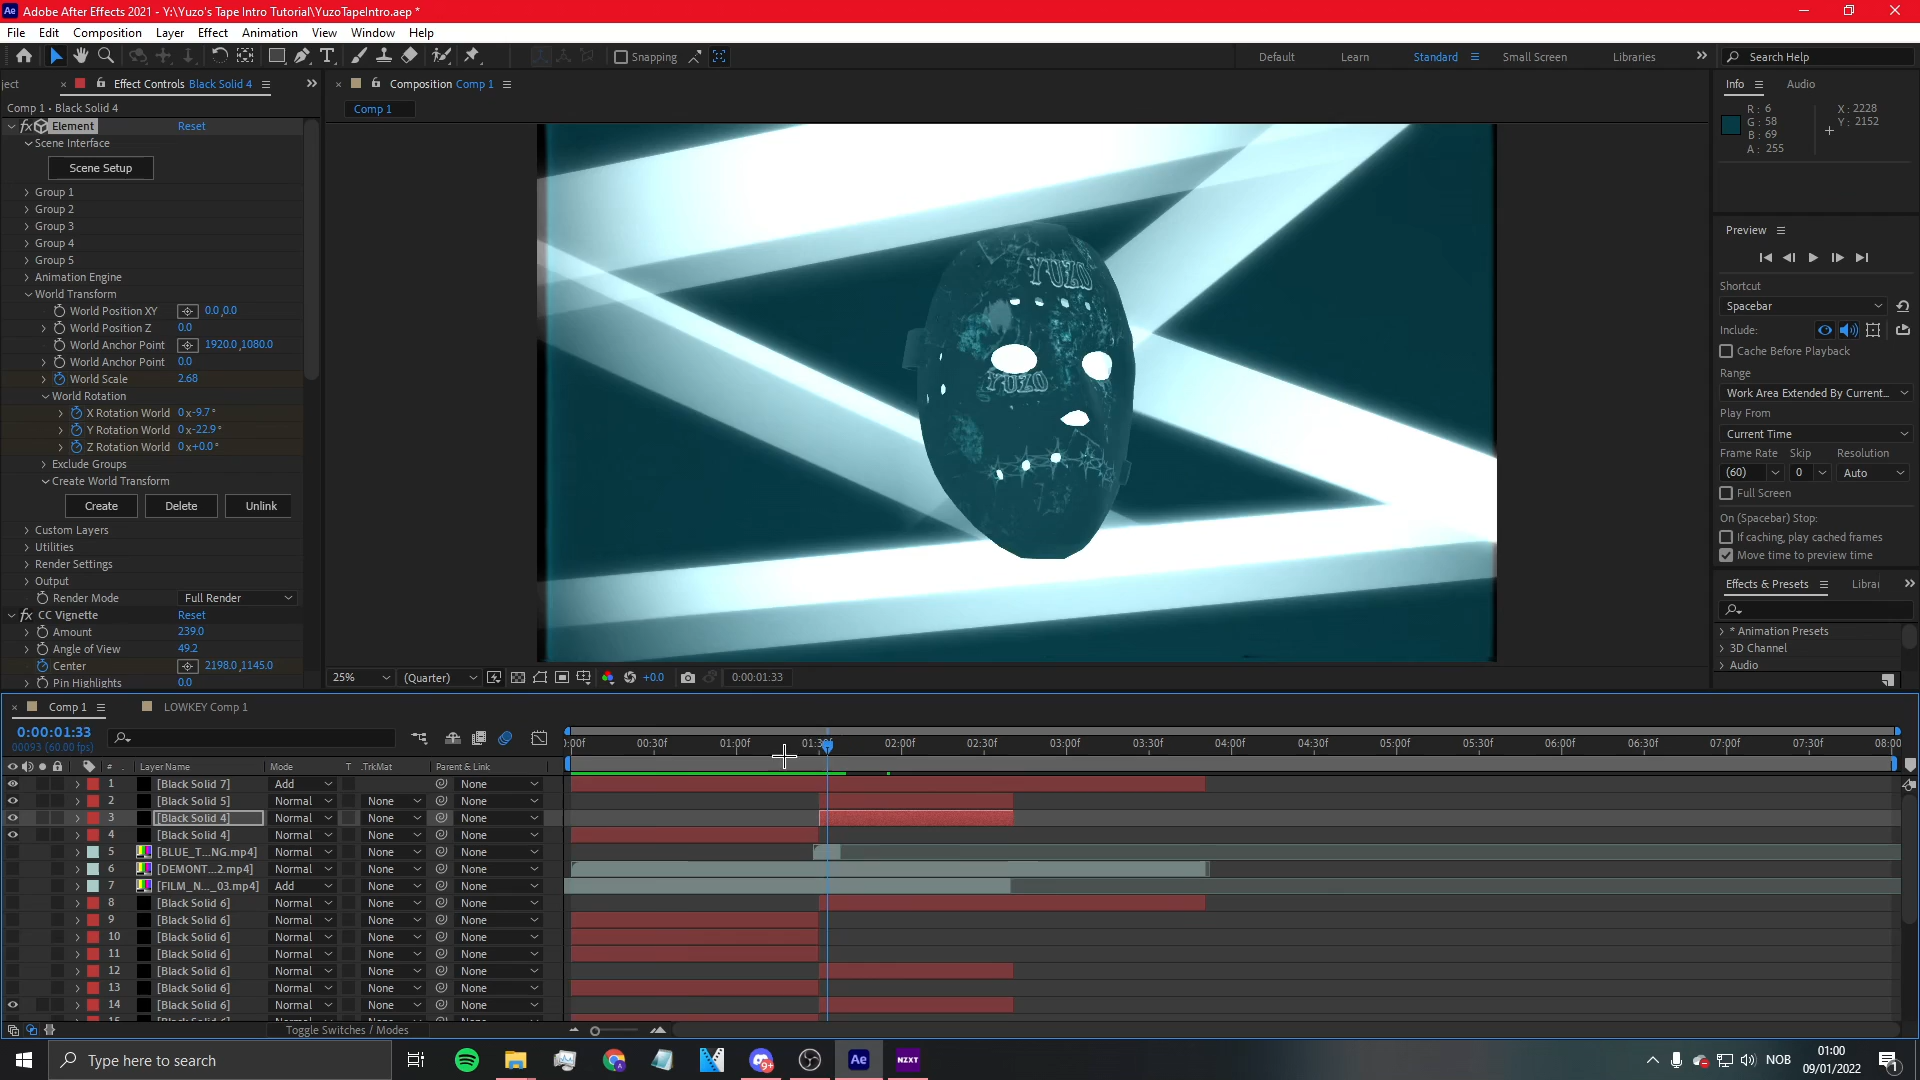 Adobe After Effects 2021 - Y:\Yuzo's Tape Intro Tutorial\YuzoTapeIntro.aep *
File Edit Composition Layer Effect Animation View Window Help
Snapping Default Learn Standard Small Screen Libraries Search Help
ject Effect Controls Black Solid 4
Comp 1 • Black Solid 4
fx Element Reset
Scene Interface
Scene Setup
Group 1
Group 2
Group 3
Group 4
Group 5
Animation Engine
World Transform
World Position XY 0.0,0.0
World Position Z 0.0
World Anchor Point 1920.0,1080.0
World Anchor Point 0.0
World Scale 2.68
World Rotation
X Rotation World 0x-9.7°
Y Rotation World 0x-22.9°
Z Rotation World 0x+0.0°
Exclude Groups
Create World Transform
Create Delete Unlink
Custom Layers
Utilities
Render Settings
Output
Render Mode Full Render
fx CC Vignette Reset
Amount 239.0
Angle of View 49.2
Center 2198.0,1145.0
Pin Highlights 0.0
Composition Comp 1
Comp 1
YUZO
YUZO
25% (Quarter) +0.0 0:00:01:33
Info Audio
R: 6 X: 2228
G: 58 Y: 2152
B: 69
A: 255
Preview
Shortcut
Spacebar
Include:
Cache Before Playback
Range
Work Area Extended By Current...
Play From
Current Time
Frame Rate Skip Resolution
(60) 0 Auto
Full Screen
On (Spacebar) Stop:
If caching, play cached frames
Move time to preview time
Effects & Presets Librai
* Animation Presets
3D Channel
Audio
Comp 1 LOWKEY Comp 1
0:00:01:33
00093 (60.00 fps)
:00f 00:30f 01:00f 01:30f 02:00f 02:30f 03:00f 03:30f 04:00f 04:30f 05:00f 05:30f 06:00f 06:30f 07:00f 07:30f 08:00
# Layer Name Mode T .TrkMat Parent & Link
1 [Black Solid 7] Add None
2 [Black Solid 5] Normal None None
3 [Black Solid 4] Normal None None
4 [Black Solid 4] Normal None None
5 [BLUE_T...NG.mp4] Normal None None
6 [DEMONT...2.mp4] Normal None None
7 [FILM_N..._03.mp4] Add None None
8 [Black Solid 6] Normal None None
9 [Black Solid 6] Normal None None
10 [Black Solid 6] Normal None None
11 [Black Solid 6] Normal None None
12 [Black Solid 6] Normal None None
13 [Black Solid 6] Normal None None
14 [Black Solid 6] Normal None None
Toggle Switches / Modes
Type here to search
9+
Ae
NZXT
NOB
01:00
09/01/2022
1